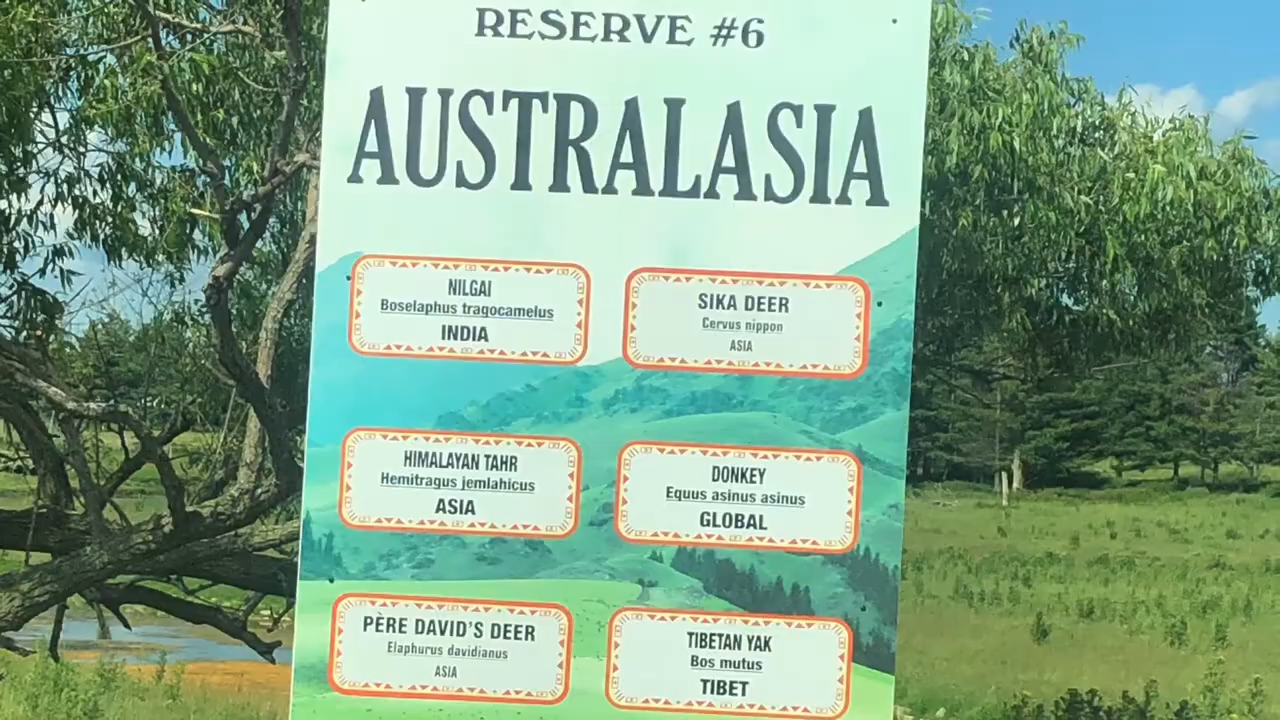 RESERVE #6
AUSTRALASIA
NILGAI
Boselaphus tragocamelus
INDIA
SIKA DEER
Cervus nippon
ASIA
HIMALAYAN TAHR
Hemitragus jemlahicus
ASIA
DONKEY
Equus asinus asinus
GLOBAL
PÈRE DAVID'S DEER
Elaphurus davidianus
ASIA
TIBETAN YAK
Bos mutus
TIBET